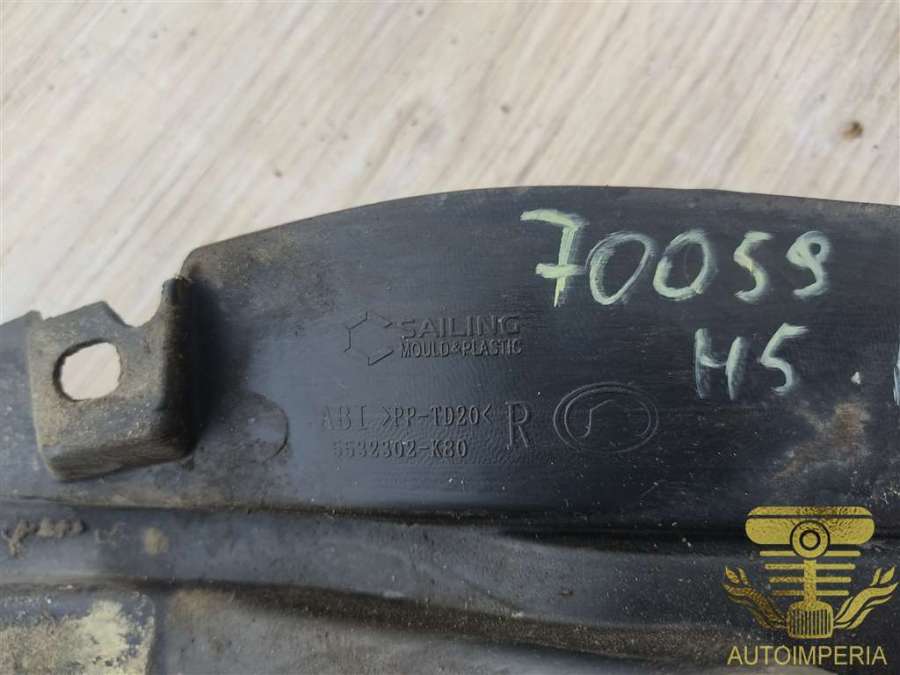 70059
H5.
SAILING
MOULD&PLASTIC
ABI >PP-TD20< R
5532302-K80
AUTOIMPERIA